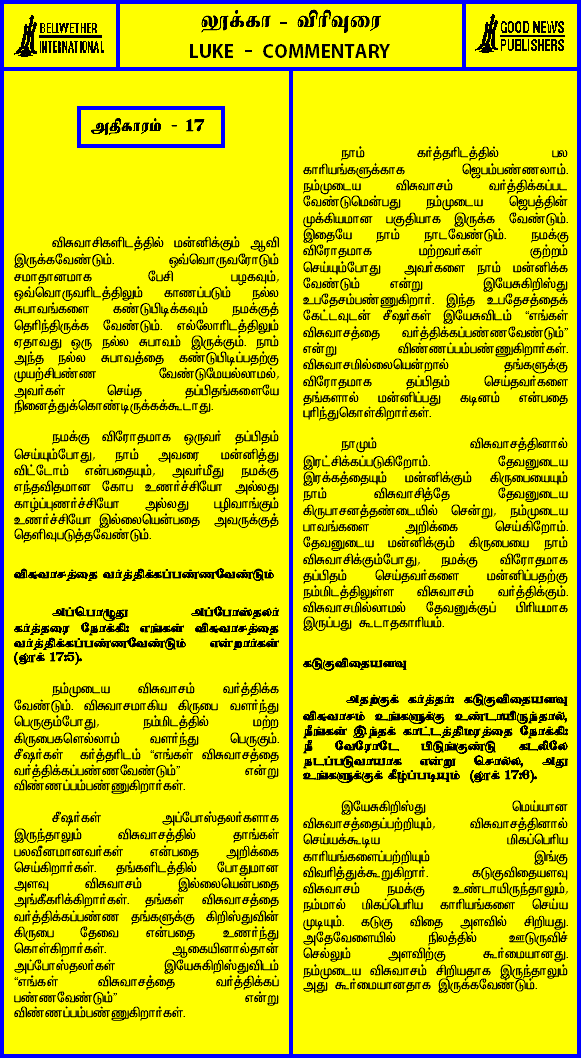 BELWETHER
INTERNATIONAL
லூக்கா - விரிவுரை
LUKE - COMMENTARY
GOOD NEWS
PUBLISHERS
அதிகாரம் - 17
விசுவாசிகளிடத்தில் மன்னிக்கும் ஆவி
இருக்கவேண்டும். ஒவ்வொருவரோடும்
சமாதானமாக பேசி பழகவும்,
ஒவ்வொருவரிடத்திலும் காணப்படும் நல்ல
சுபாவங்களை கண்டுபிடிக்கவும் நமக்குத்
தெரிந்திருக்க வேண்டும். எல்லோரிடத்திலும்
ஏதாவது ஒரு நல்ல சுபாவம் இருக்கும். நாம்
அந்த நல்ல சுபாவத்தை கண்டுபிடிப்பதற்கு
முயற்சிபண்ண வேண்டுமேயல்லாமல்,
அவர்கள் செய்த தப்பிதங்களையே
நினைத்துக்கொண்டிருக்கக்கூடாது.
நமக்கு விரோதமாக ஒருவர் தப்பிதம்
செய்யும்போது, நாம் அவரை மன்னித்து
விட்டோம் என்பதையும், அவர்மீது நமக்கு
எந்தவிதமான கோப உணர்ச்சியோ அல்லது
காழ்ப்புணர்ச்சியோ அல்லது பழிவாங்கும்
உணர்ச்சியோ இல்லையென்பதை அவருக்குத்
தெளிவுபடுத்தவேண்டும்.
விசுவாசத்தை வர்த்திக்கப்பண்ணவேண்டும்
அப்பொழுது அப்போஸ்தலர்
கர்த்தரை நோக்கி: எங்கள் விசுவாசத்தை
வர்த்திக்கப்பண்ணவேண்டும் என்றார்கள்
(லூக் 17:5).
நம்முடைய விசுவாசம் வர்த்திக்க
வேண்டும். விசுவாசமாகிய கிருபை வளர்ந்து
பெருகும்போது, நம்மிடத்தில் மற்ற
கிருபைகளெல்லாம் வளர்ந்து பெருகும்.
சீஷர்கள் கர்த்தரிடம் “எங்கள் விசுவாசத்தை
வர்த்திக்கப்பண்ணவேண்டும்” என்று
விண்ணப்பம்பண்ணுகிறார்கள்.
சீஷர்கள் அப்போஸ்தலர்களாக
இருந்தாலும் விசுவாசத்தில் தாங்கள்
பலவீனமானவர்கள் என்பதை அறிக்கை
செய்கிறார்கள். தங்களிடத்தில் போதுமான
அளவு விசுவாசம் இல்லையென்பதை
அங்கீகரிக்கிறார்கள். தங்கள் விசுவாசத்தை
வர்த்திக்கப்பண்ண தங்களுக்கு கிறிஸ்துவின்
கிருபை தேவை என்பதை உணர்ந்து
கொள்கிறார்கள். ஆகையினால்தான்
அப்போஸ்தலர்கள் இயேசுகிறிஸ்துவிடம்
“எங்கள் விசுவாசத்தை வர்த்திக்கப்
பண்ணவேண்டும்” என்று
விண்ணப்பம்பண்ணுகிறார்கள்.
நாம் கர்த்தரிடத்தில் பல
காரியங்களுக்காக ஜெபம்பண்ணலாம்.
நம்முடைய விசுவாசம் வர்த்திக்கப்பட
வேண்டுமென்பது நம்முடைய ஜெபத்தின்
முக்கியமான பகுதியாக இருக்க வேண்டும்.
இதையே நாம் நாடவேண்டும். நமக்கு
விரோதமாக மற்றவர்கள் குற்றம்
செய்யும்போது அவர்களை நாம் மன்னிக்க
வேண்டும் என்று இயேசுகிறிஸ்து
உபதேசம்பண்ணுகிறார். இந்த உபதேசத்தைக்
கேட்டவுடன் சீஷர்கள் இயேசுவிடம் “எங்கள்
விசுவாசத்தை வர்த்திக்கப்பண்ணவேண்டும்”
என்று விண்ணப்பம்பண்ணுகிறார்கள்.
விசுவாசமில்லையென்றால் தங்களுக்கு
விரோதமாக தப்பிதம் செய்தவர்களை
தங்களால் மன்னிப்பது கடினம் என்பதை
புரிந்துகொள்கிறார்கள்.
நாமும் விசுவாசத்தினால்
இரட்சிக்கப்படுகிறோம். தேவனுடைய
இரக்கத்தையும் மன்னிக்கும் கிருபையையும்
நாம் விசுவாசித்தே தேவனுடைய
கிருபாசனத்தண்டையில் சென்று, நம்முடைய
பாவங்களை அறிக்கை செய்கிறோம்.
தேவனுடைய மன்னிக்கும் கிருபையை நாம்
விசுவாசிக்கும்போது, நமக்கு விரோதமாக
தப்பிதம் செய்தவர்களை மன்னிப்பதற்கு
நம்மிடத்திலுள்ள விசுவாசம் வர்த்திக்கும்.
விசுவாசமில்லாமல் தேவனுக்குப் பிரியமாக
இருப்பது கூடாதகாரியம்.
கடுகுவிதையளவு
அதற்குக் கர்த்தர்: கடுகுவிதையளவு
விசுவாசம் உங்களுக்கு உண்டாயிருந்தால்,
நீங்கள் இந்தக் காட்டத்திமரத்தை நோக்கி:
நீ வேரோடே பிடுங்குண்டு கடலிலே
நடப்படுவாயாக என்று சொல்ல, அது
உங்களுக்குக் கீழ்ப்படியும் (லூக் 17:6).
இயேசுகிறிஸ்து மெய்யான
விசுவாசத்தைப்பற்றியும், விசுவாசத்தினால்
செய்யக்கூடிய மிகப்பெரிய
காரியங்களைப்பற்றியும் இங்கு
விவரித்துக்கூறுகிறார். கடுகுவிதையளவு
விசுவாசம் நமக்கு உண்டாயிருந்தாலும்,
நம்மால் மிகப்பெரிய காரியங்களை செய்ய
முடியும். கடுகு விதை அளவில் சிறியது.
அதேவேளையில் நிலத்தில் ஊடுருவிச்
செல்லும் அளவிற்கு கூர்மையானது.
நம்முடைய விசுவாசம் சிறியதாக இருந்தாலும்
அது கூர்மையானதாக இருக்கவேண்டும்.